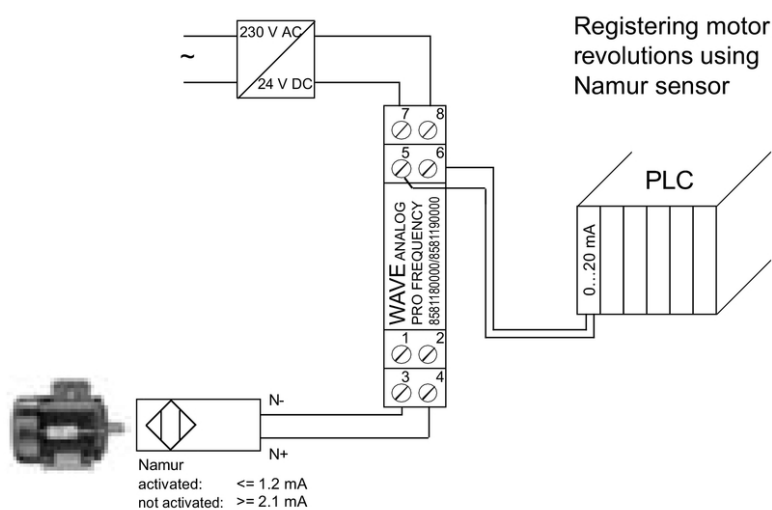 Registering motor
revolutions using
Namur sensor
230 V AC
~
24 V DC
7 8
5 6
PLC
0...20 mA
WAVE ANALOG
PRO FREQUENCY
8581180000/8581190000
1 2
3 4
N-
N+
Namur
activated: <= 1.2 mA
not activated: >= 2.1 mA